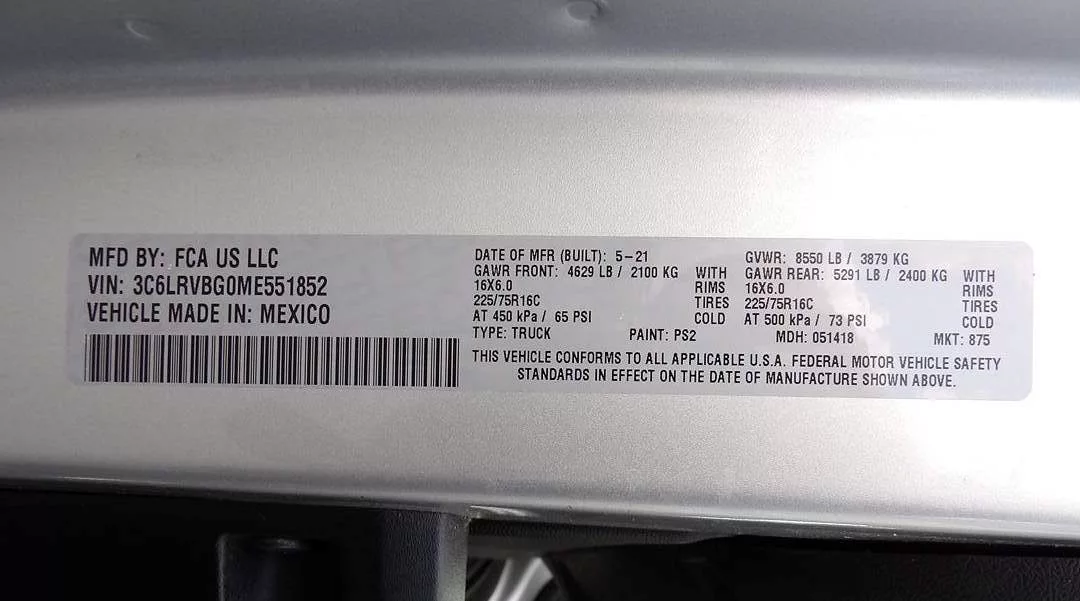 MFD BY: FCA US LLC
VIN: 3C6LRVBG0ME551852
VEHICLE MADE IN: MEXICO
DATE OF MFR (BUILT): 5-21
GAWR FRONT: 4629 LB / 2100 KG WITH
16X6.0 RIMS
225/75R16C TIRES
AT 450 kPa / 65 PSI COLD
GVWR: 8550 LB / 3879 KG
GAWR REAR: 5291 LB / 2400 KG WITH
16X6.0 RIMS
225/75R16C TIRES
AT 500 kPa / 73 PSI COLD
TYPE: TRUCK PAINT: PS2 MDH: 051418 MKT: 875
THIS VEHICLE CONFORMS TO ALL APPLICABLE U.S.A. FEDERAL MOTOR VEHICLE SAFETY
STANDARDS IN EFFECT ON THE DATE OF MANUFACTURE SHOWN ABOVE.